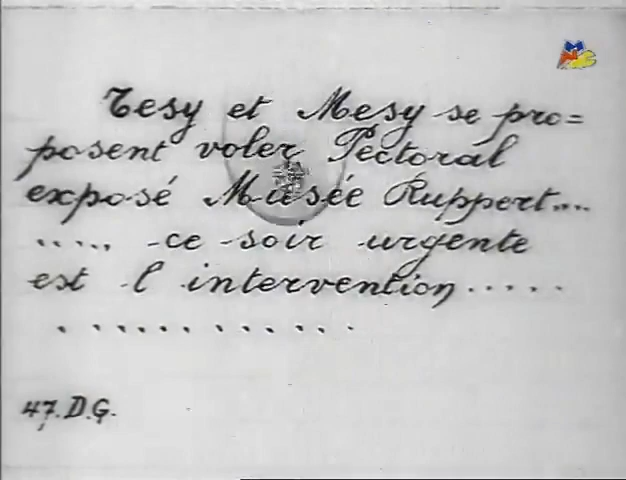 Tesy et Mesy se pro=
posent voler Pectoral
exposé Musée Ruppert....
..... ce soir urgente
est l intervention.....
.............
47.D.G.